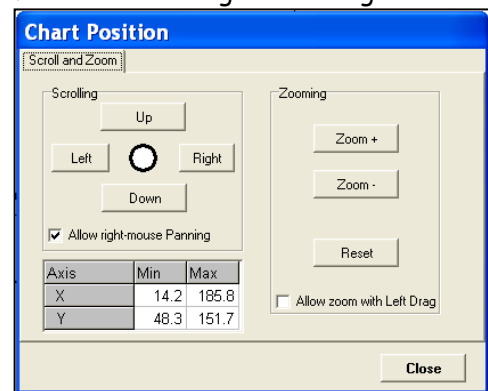 Chart Position
Scroll and Zoom
Scrolling
Up
Left Right
Down
Allow right-mouse Panning
Axis Min Max
X 14.2 185.8
Y 48.3 151.7
Zooming
Zoom +
Zoom -
Reset
Allow zoom with Left Drag
Close